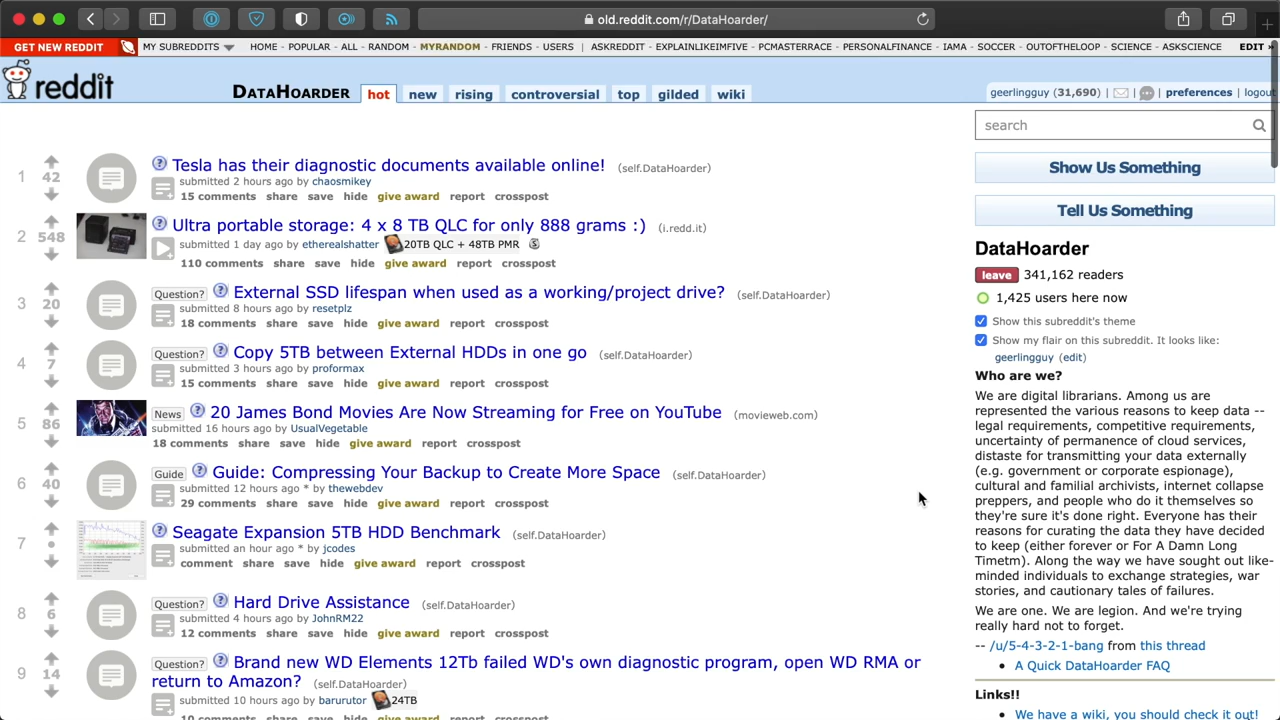 old.reddit.com/r/DataHoarder/
GET NEW REDDIT MY SUBREDDITS HOME - POPULAR - ALL - RANDOM - MYRANDOM - FRIENDS - USERS | ASKREDDIT - EXPLAINLIKEIMFIVE - PCMASTERRACE - PERSONALFINANCE - IAMA - SOCCER - OUTOFTHELOOP - SCIENCE - ASKSCIENCE EDIT »
reddit DATAHOARDER hot new rising controversial top gilded wiki
geerlingguy (31,690) | | | preferences | logout
search
1
42
Tesla has their diagnostic documents available online! (self.DataHoarder)
submitted 2 hours ago by chaosmikey
15 comments share save hide give award report crosspost
2
548
Ultra portable storage: 4 x 8 TB QLC for only 888 grams :) (i.redd.it)
submitted 1 day ago by etherealshatter 20TB QLC + 48TB PMR
110 comments share save hide give award report crosspost
3
20
Question? External SSD lifespan when used as a working/project drive? (self.DataHoarder)
submitted 8 hours ago by resetplz
18 comments share save hide give award report crosspost
4
7
Question? Copy 5TB between External HDDs in one go (self.DataHoarder)
submitted 3 hours ago by proformax
15 comments share save hide give award report crosspost
5
86
News 20 James Bond Movies Are Now Streaming for Free on YouTube (movieweb.com)
submitted 16 hours ago by UsualVegetable
18 comments share save hide give award report crosspost
6
40
Guide Guide: Compressing Your Backup to Create More Space (self.DataHoarder)
submitted 12 hours ago * by thewebdev
29 comments share save hide give award report crosspost
7
•
Seagate Expansion 5TB HDD Benchmark (self.DataHoarder)
submitted an hour ago * by jcodes
comment share save hide give award report crosspost
8
6
Question? Hard Drive Assistance (self.DataHoarder)
submitted 4 hours ago by JohnRM22
12 comments share save hide give award report crosspost
9
14
Question? Brand new WD Elements 12Tb failed WD's own diagnostic program, open WD RMA or
return to Amazon? (self.DataHoarder)
submitted 10 hours ago by barurutor 24TB
10 comments share save hide give award report crosspost
Show Us Something
Tell Us Something
DataHoarder
leave 341,162 readers
1,425 users here now
Show this subreddit's theme
Show my flair on this subreddit. It looks like:
geerlingguy (edit)
Who are we?
We are digital librarians. Among us are
represented the various reasons to keep data --
legal requirements, competitive requirements,
uncertainty of permanence of cloud services,
distaste for transmitting your data externally
(e.g. government or corporate espionage),
cultural and familial archivists, internet collapse
preppers, and people who do it themselves so
they're sure it's done right. Everyone has their
reasons for curating the data they have decided
to keep (either forever or For A Damn Long
Timetm). Along the way we have sought out like-
minded individuals to exchange strategies, war
stories, and cautionary tales of failures.
We are one. We are legion. And we're trying
really hard not to forget.
-- /u/5-4-3-2-1-bang from this thread
• A Quick DataHoarder FAQ
Links!!
• We have a wiki, you should check it out!